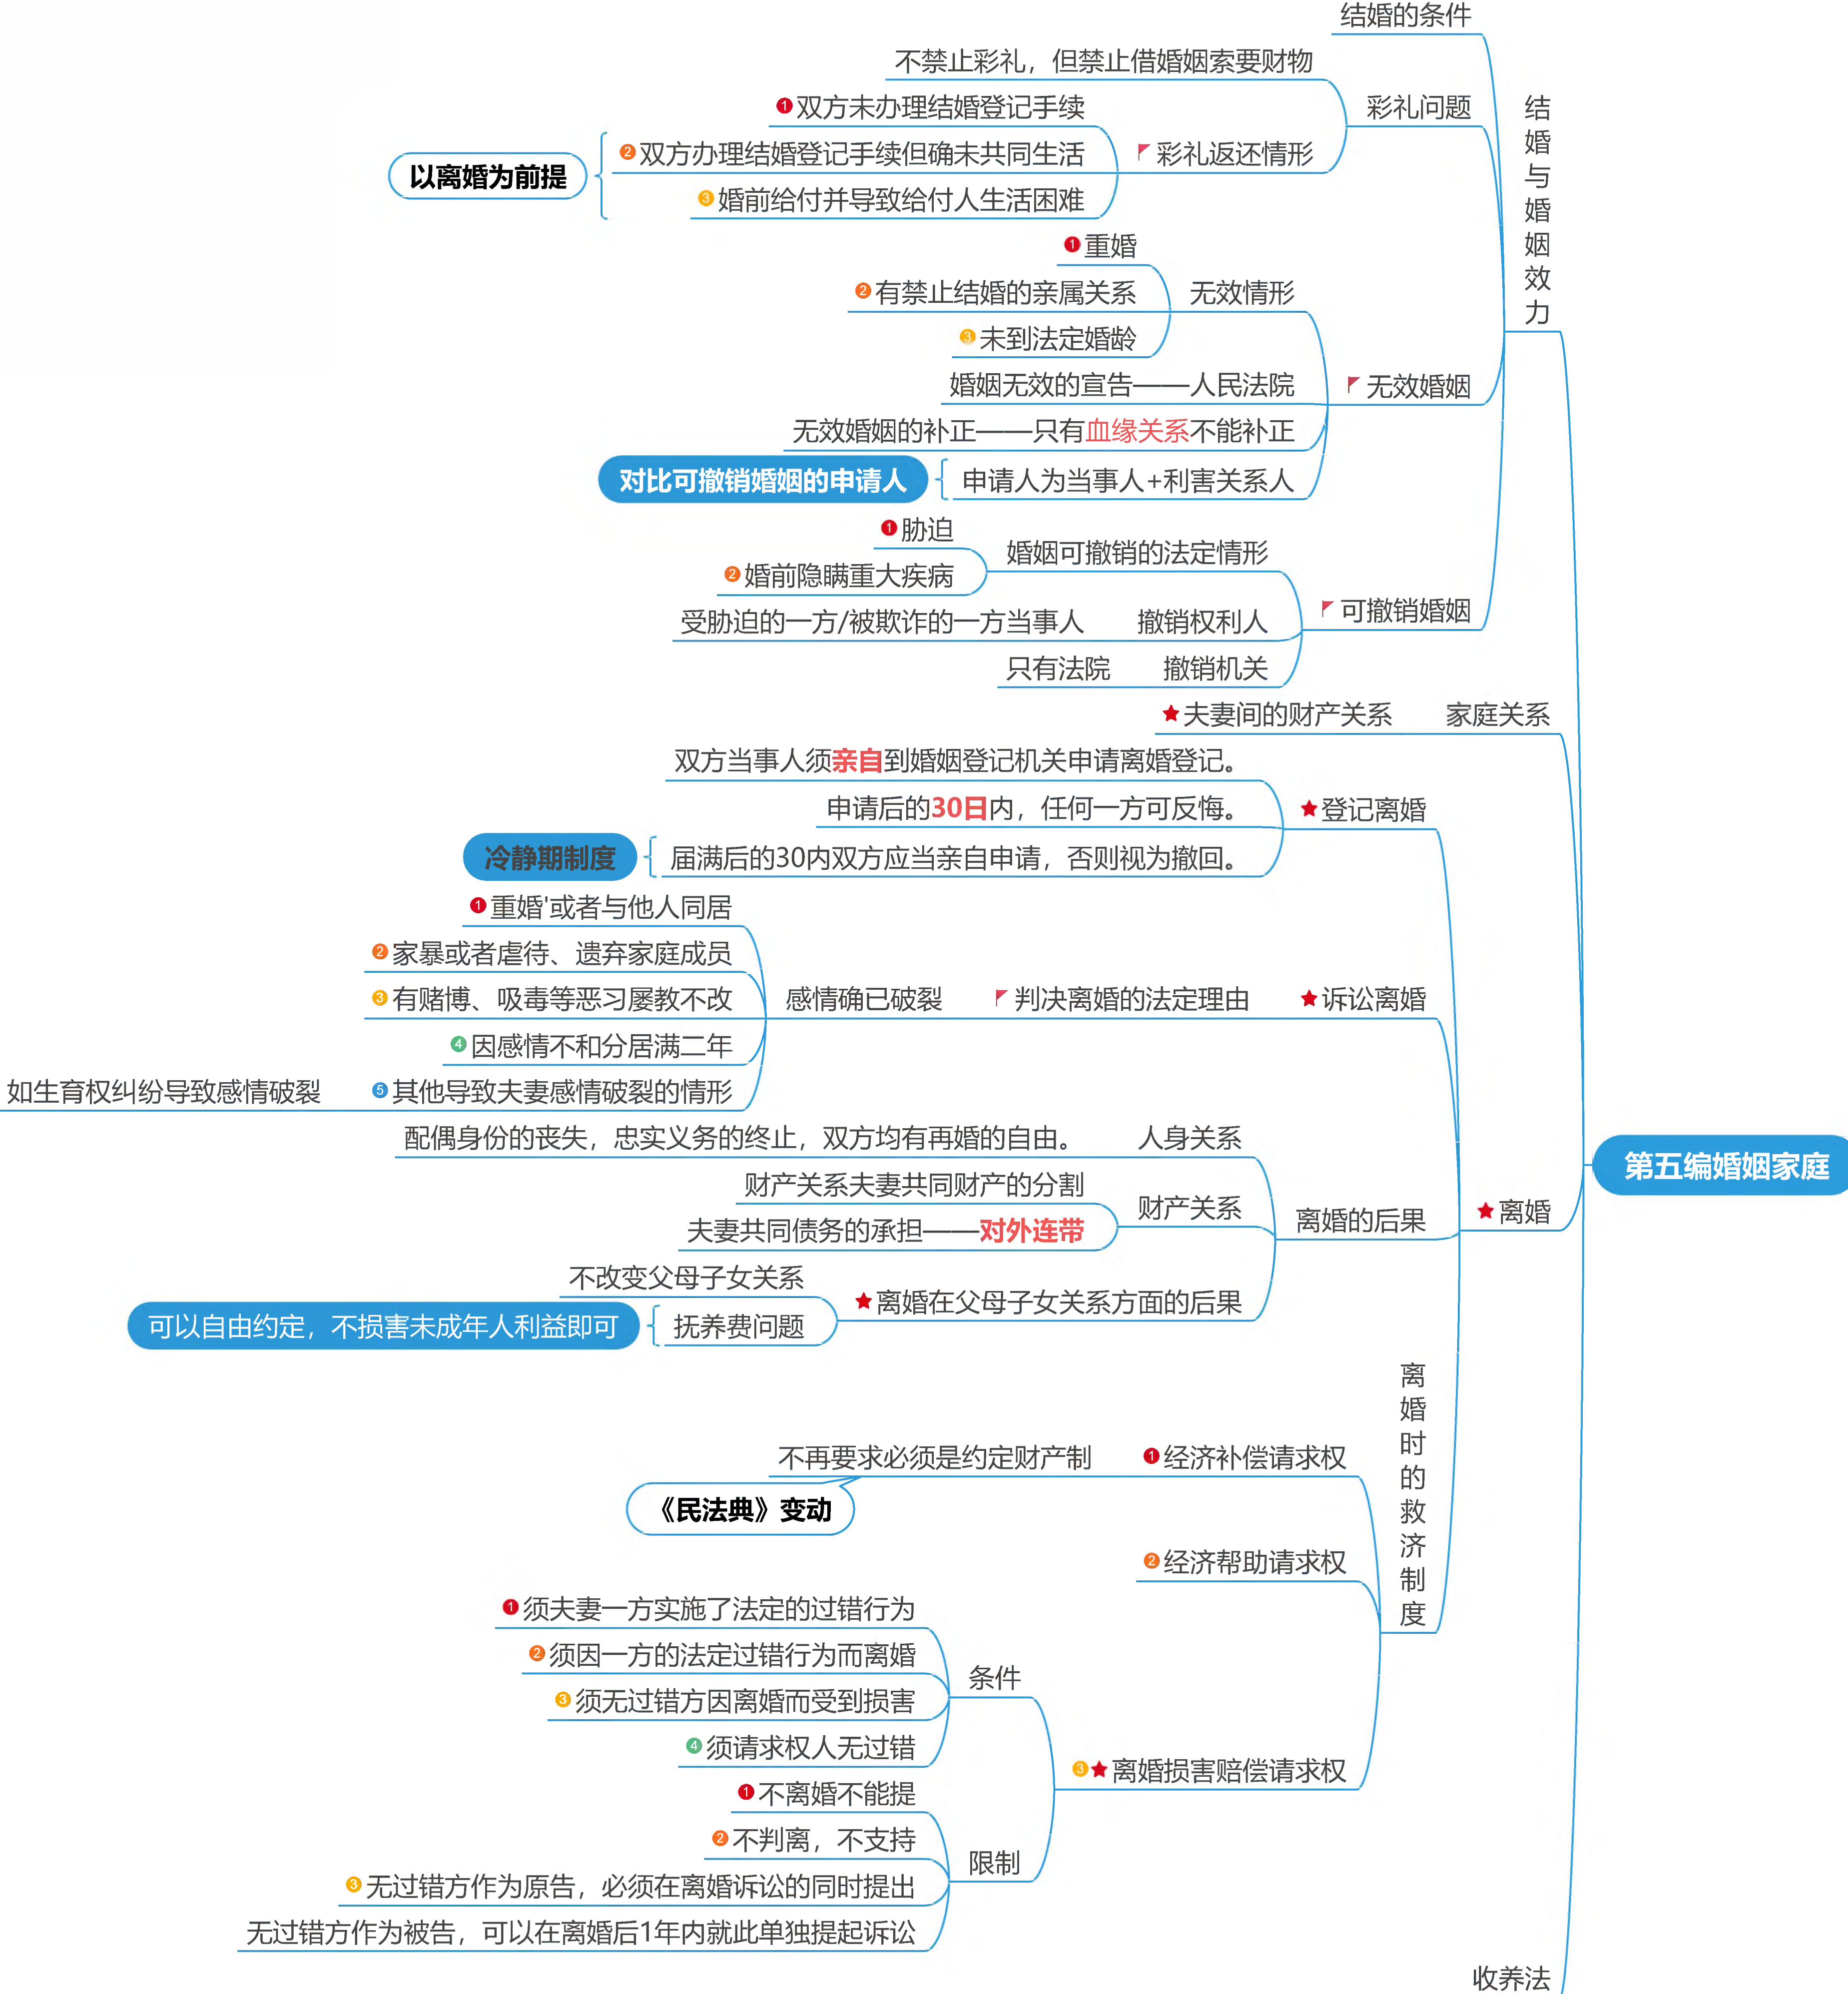 结婚的条件
不禁止彩礼，但禁止借婚姻索要财物
彩礼问题
1双方未办理结婚登记手续
2双方办理结婚登记手续但确未共同生活
彩礼返还情形
以离婚为前提
3婚前给付并导致给付人生活困难
结婚与婚姻效力
1重婚
2有禁止结婚的亲属关系
无效情形
3未到法定婚龄
婚姻无效的宣告——人民法院
无效婚姻
无效婚姻的补正——只有血缘关系不能补正
对比可撤销婚姻的申请人
申请人为当事人+利害关系人
1胁迫
婚姻可撤销的法定情形
2婚前隐瞒重大疾病
可撤销婚姻
受胁迫的一方/被欺诈的一方当事人
撤销权利人
只有法院
撤销机关
夫妻间的财产关系
家庭关系
双方当事人须亲自到婚姻登记机关申请离婚登记。
申请后的30日内，任何一方可反悔。
登记离婚
冷静期制度
届满后的30内双方应当亲自申请，否则视为撤回。
1重婚'或者与他人同居
2家暴或者虐待、遗弃家庭成员
3有赌博、吸毒等恶习屡教不改
感情确已破裂
判决离婚的法定理由
诉讼离婚
4因感情不和分居满二年
如生育权纠纷导致感情破裂
5其他导致夫妻感情破裂的情形
配偶身份的丧失，忠实义务的终止，双方均有再婚的自由。
人身关系
第五编婚姻家庭
财产关系夫妻共同财产的分割
财产关系
离婚的后果
离婚
夫妻共同债务的承担——对外连带
不改变父母子女关系
离婚在父母子女关系方面的后果
可以自由约定，不损害未成年人利益即可
抚养费问题
离婚时的救济制度
不再要求必须是约定财产制
1经济补偿请求权
《民法典》变动
2经济帮助请求权
1须夫妻一方实施了法定的过错行为
2须因一方的法定过错行为而离婚
条件
3须无过错方因离婚而受到损害
4须请求权人无过错
3离婚损害赔偿请求权
1不离婚不能提
2不判离，不支持
限制
3无过错方作为原告，必须在离婚诉讼的同时提出
无过错方作为被告，可以在离婚后1年内就此单独提起诉讼
收养法